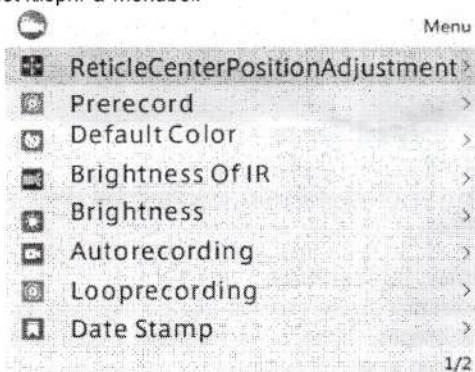 Menu
ReticleCenterPositionAdjustment >
Prerecord >
Default Color >
Brightness Of IR >
Brightness >
Autorecording >
Looprecording >
Date Stamp >
1/2